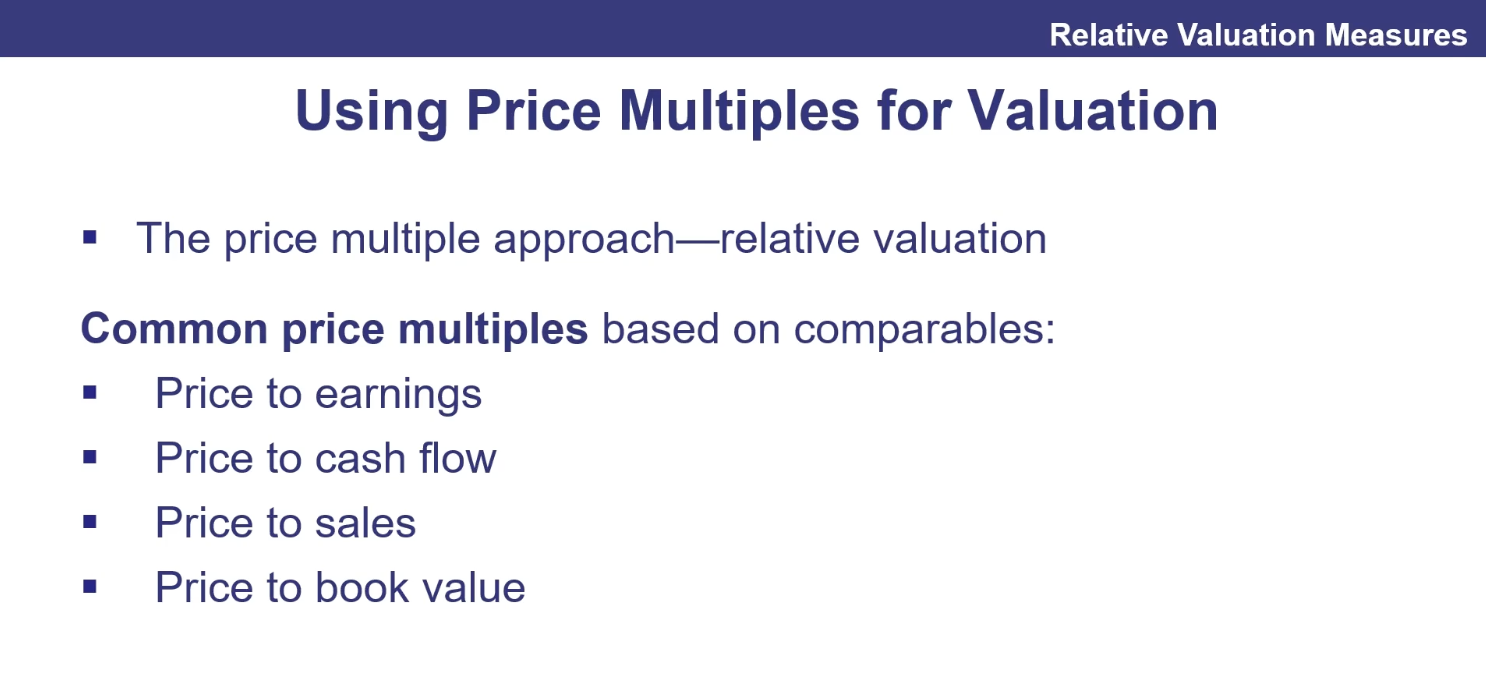 Relative Valuation Measures
Using Price Multiples for Valuation
▪ The price multiple approach—relative valuation
Common price multiples based on comparables:
▪ Price to earnings
▪ Price to cash flow
▪ Price to sales
▪ Price to book value